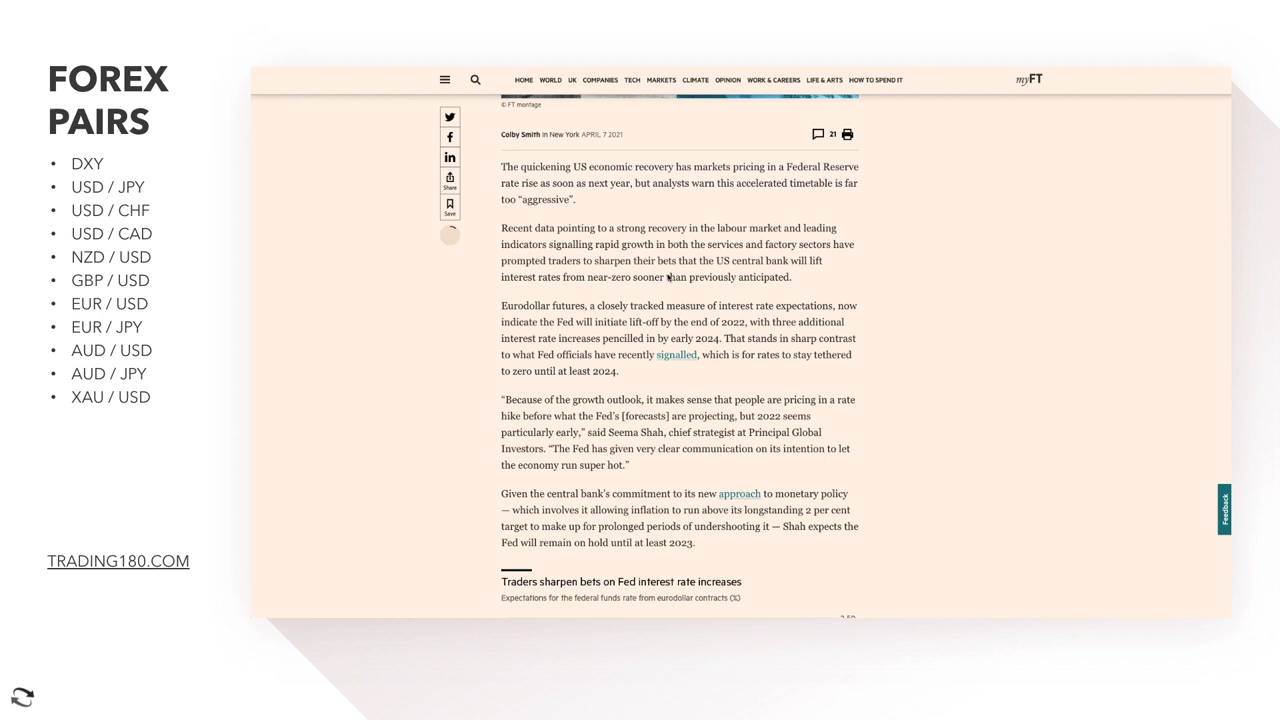 FOREX
PAIRS
• DXY
• USD / JPY
• USD / CHF
• USD / CAD
• NZD / USD
• GBP / USD
• EUR / USD
• EUR / JPY
• AUD / USD
• AUD / JPY
• XAU / USD
TRADING180.COM
HOME WORLD UK COMPANIES TECH MARKETS CLIMATE OPINION WORK & CAREERS LIFE & ARTS HOW TO SPEND IT
myFT
© FT montage
Colby Smith in New York APRIL 7 2021
21
Share
Save
The quickening US economic recovery has markets pricing in a Federal Reserve
rate rise as soon as next year, but analysts warn this accelerated timetable is far
too “aggressive”.
Recent data pointing to a strong recovery in the labour market and leading
indicators signalling rapid growth in both the services and factory sectors have
prompted traders to sharpen their bets that the US central bank will lift
interest rates from near-zero sooner than previously anticipated.
Eurodollar futures, a closely tracked measure of interest rate expectations, now
indicate the Fed will initiate lift-off by the end of 2022, with three additional
interest rate increases pencilled in by early 2024. That stands in sharp contrast
to what Fed officials have recently signalled, which is for rates to stay tethered
to zero until at least 2024.
“Because of the growth outlook, it makes sense that people are pricing in a rate
hike before what the Fed’s [forecasts] are projecting, but 2022 seems
particularly early,” said Seema Shah, chief strategist at Principal Global
Investors. “The Fed has given very clear communication on its intention to let
the economy run super hot.”
Given the central bank’s commitment to its new approach to monetary policy
— which involves it allowing inflation to run above its longstanding 2 per cent
target to make up for prolonged periods of undershooting it — Shah expects the
Fed will remain on hold until at least 2023.
Traders sharpen bets on Fed interest rate increases
Expectations for the federal funds rate from eurodollar contracts (%)
Feedback